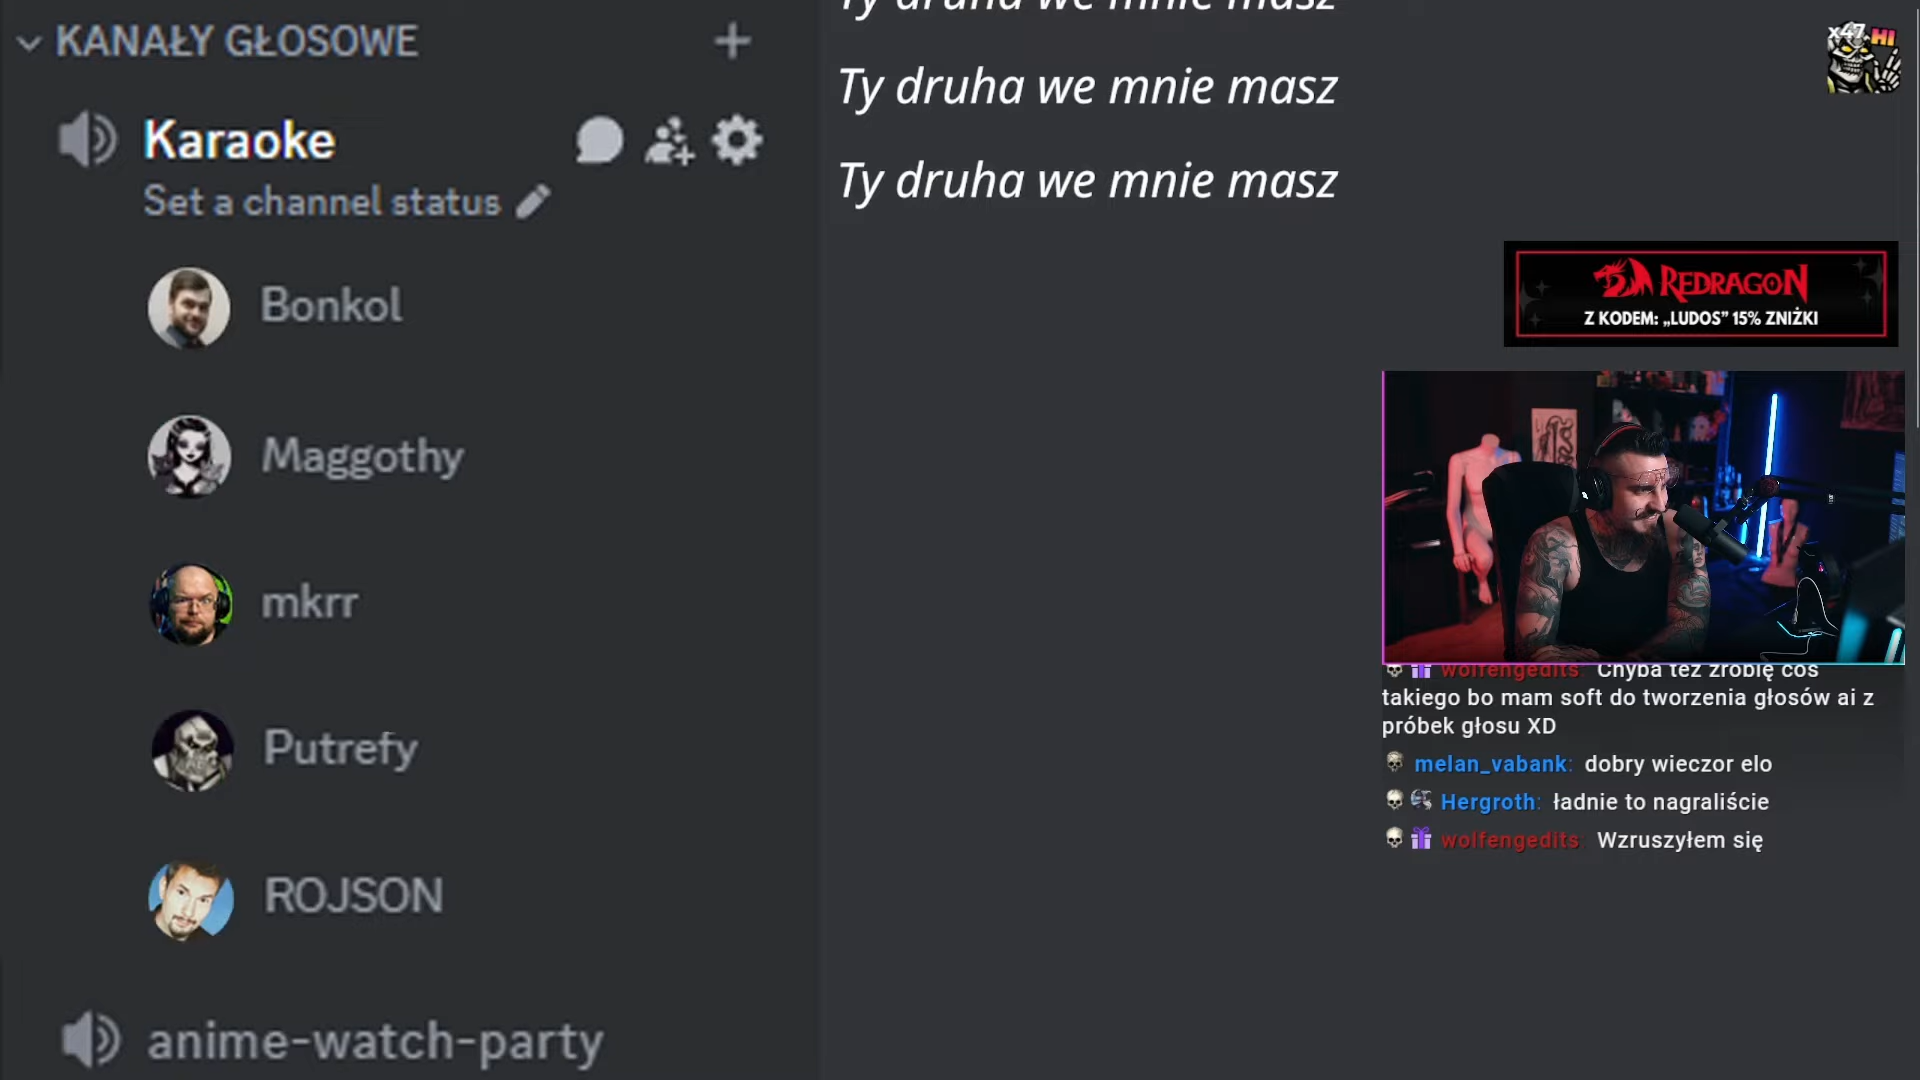 KANAŁY GŁOSOWE
Karaoke
Set a channel status
Bonkol
Maggothy
mkrr
Putrefy
ROJSON
anime-watch-party
Ty druha we mnie masz
Ty druha we mnie masz
Ty druha we mnie masz
x47 HI
REDRAGON
Z KODEM: „LUDOS” 15% ZNIŻKI
wolfengedits: Chyba też zrobię coś
takiego bo mam soft do tworzenia głosów ai z
próbek głosu XD
melan_vabank: dobry wieczor elo
Hergroth: ładnie to nagraliście
wolfengedits: Wzruszyłem się